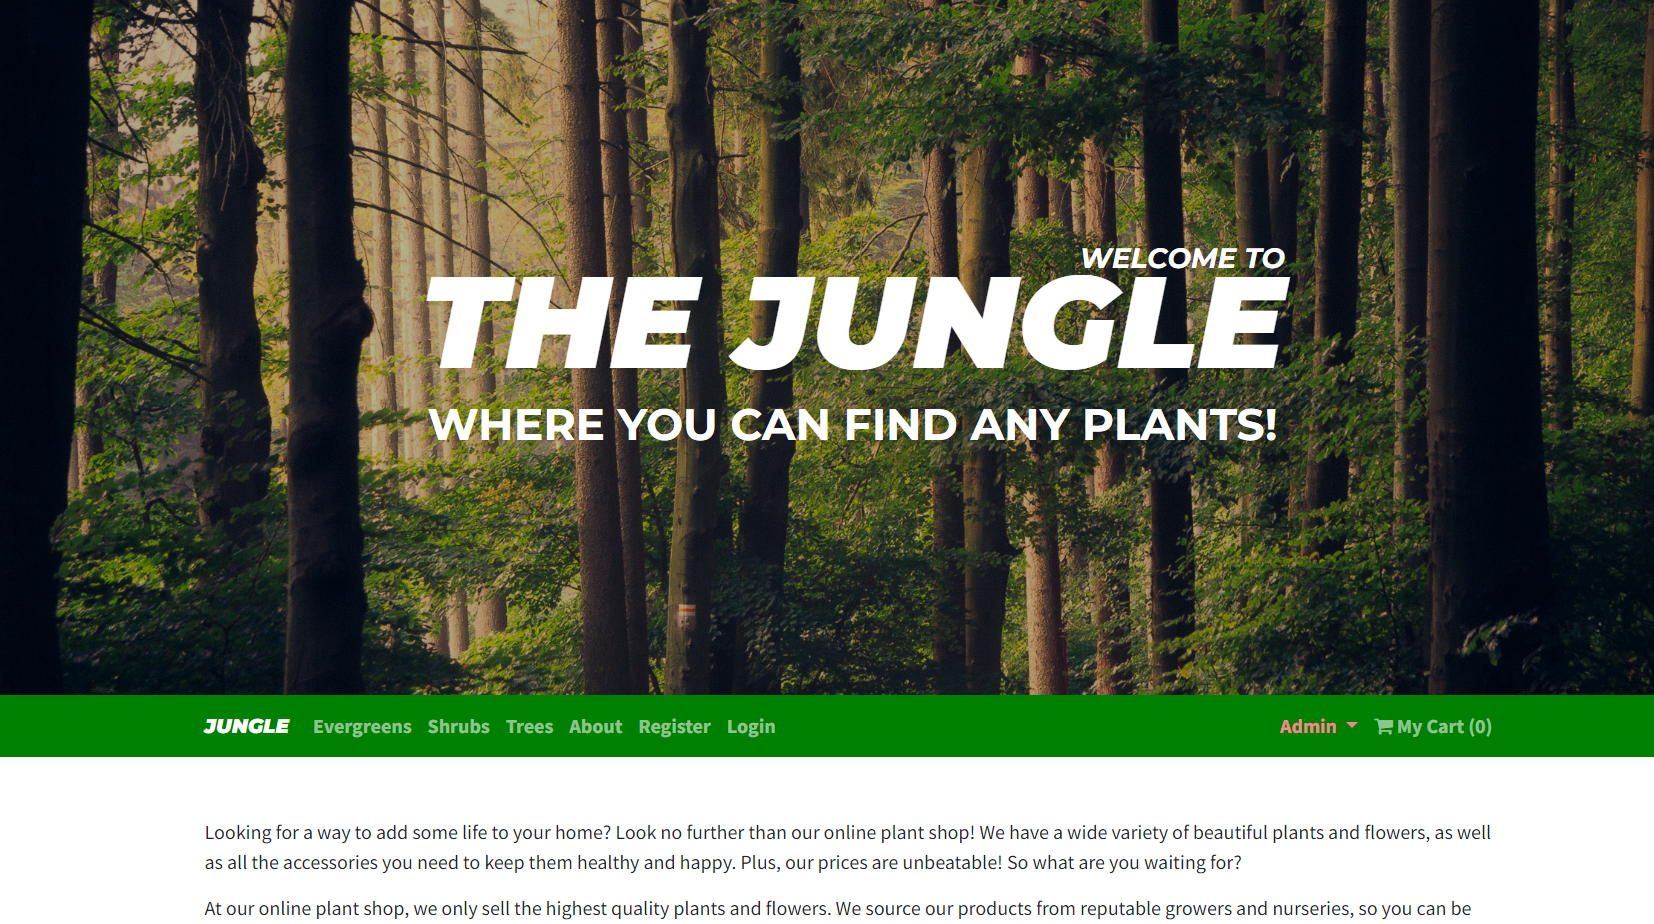 WELCOME TO
THE JUNGLE
WHERE YOU CAN FIND ANY PLANTS!
JUNGLE Evergreens Shrubs Trees About Register Login Admin My Cart (0)
Looking for a way to add some life to your home? Look no further than our online plant shop! We have a wide variety of beautiful plants and flowers, as well
as all the accessories you need to keep them healthy and happy. Plus, our prices are unbeatable! So what are you waiting for?
At our online plant shop, we only sell the highest quality plants and flowers. We source our products from reputable growers and nurseries, so you can be